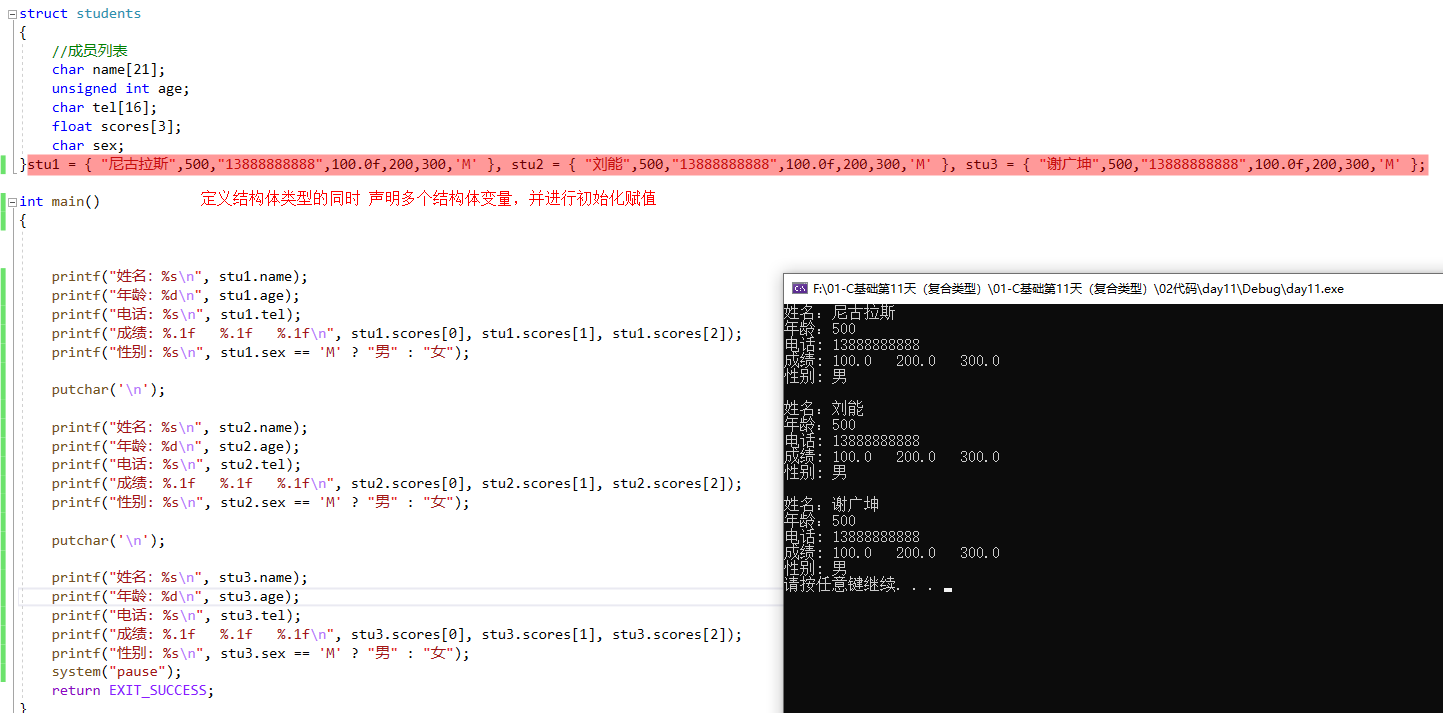 struct students
{
//成员列表
char name[21];
unsigned int age;
char tel[16];
float scores[3];
char sex;
}stu1 = { "尼古拉斯",500,"13888888888",100.0f,200,300,'M' }, stu2 = { "刘能",500,"13888888888",100.0f,200,300,'M' }, stu3 = { "谢广坤",500,"13888888888",100.0f,200,300,'M' };
int main()
定义结构体类型的同时 声明多个结构体变量，并进行初始化赋值
{
printf("姓名：%s\n", stu1.name);
printf("年龄：%d\n", stu1.age);
printf("电话：%s\n", stu1.tel);
printf("成绩：%.1f   %.1f   %.1f\n", stu1.scores[0], stu1.scores[1], stu1.scores[2]);
printf("性别：%s\n", stu1.sex == 'M' ? "男" : "女");
putchar('\n');
printf("姓名：%s\n", stu2.name);
printf("年龄：%d\n", stu2.age);
printf("电话：%s\n", stu2.tel);
printf("成绩：%.1f   %.1f   %.1f\n", stu2.scores[0], stu2.scores[1], stu2.scores[2]);
printf("性别：%s\n", stu2.sex == 'M' ? "男" : "女");
putchar('\n');
printf("姓名：%s\n", stu3.name);
printf("年龄：%d\n", stu3.age);
printf("电话：%s\n", stu3.tel);
printf("成绩：%.1f   %.1f   %.1f\n", stu3.scores[0], stu3.scores[1], stu3.scores[2]);
printf("性别：%s\n", stu3.sex == 'M' ? "男" : "女");
system("pause");
return EXIT_SUCCESS;
}
F:\01-C基础第11天（复合类型）\01-C基础第11天（复合类型）\02代码\day11\Debug\day11.exe
姓名：尼古拉斯
年龄：500
电话：13888888888
成绩：100.0   200.0   300.0
性别：男
姓名：刘能
年龄：500
电话：13888888888
成绩：100.0   200.0   300.0
性别：男
姓名：谢广坤
年龄：500
电话：13888888888
成绩：100.0   200.0   300.0
性别：男
请按任意键继续. . .